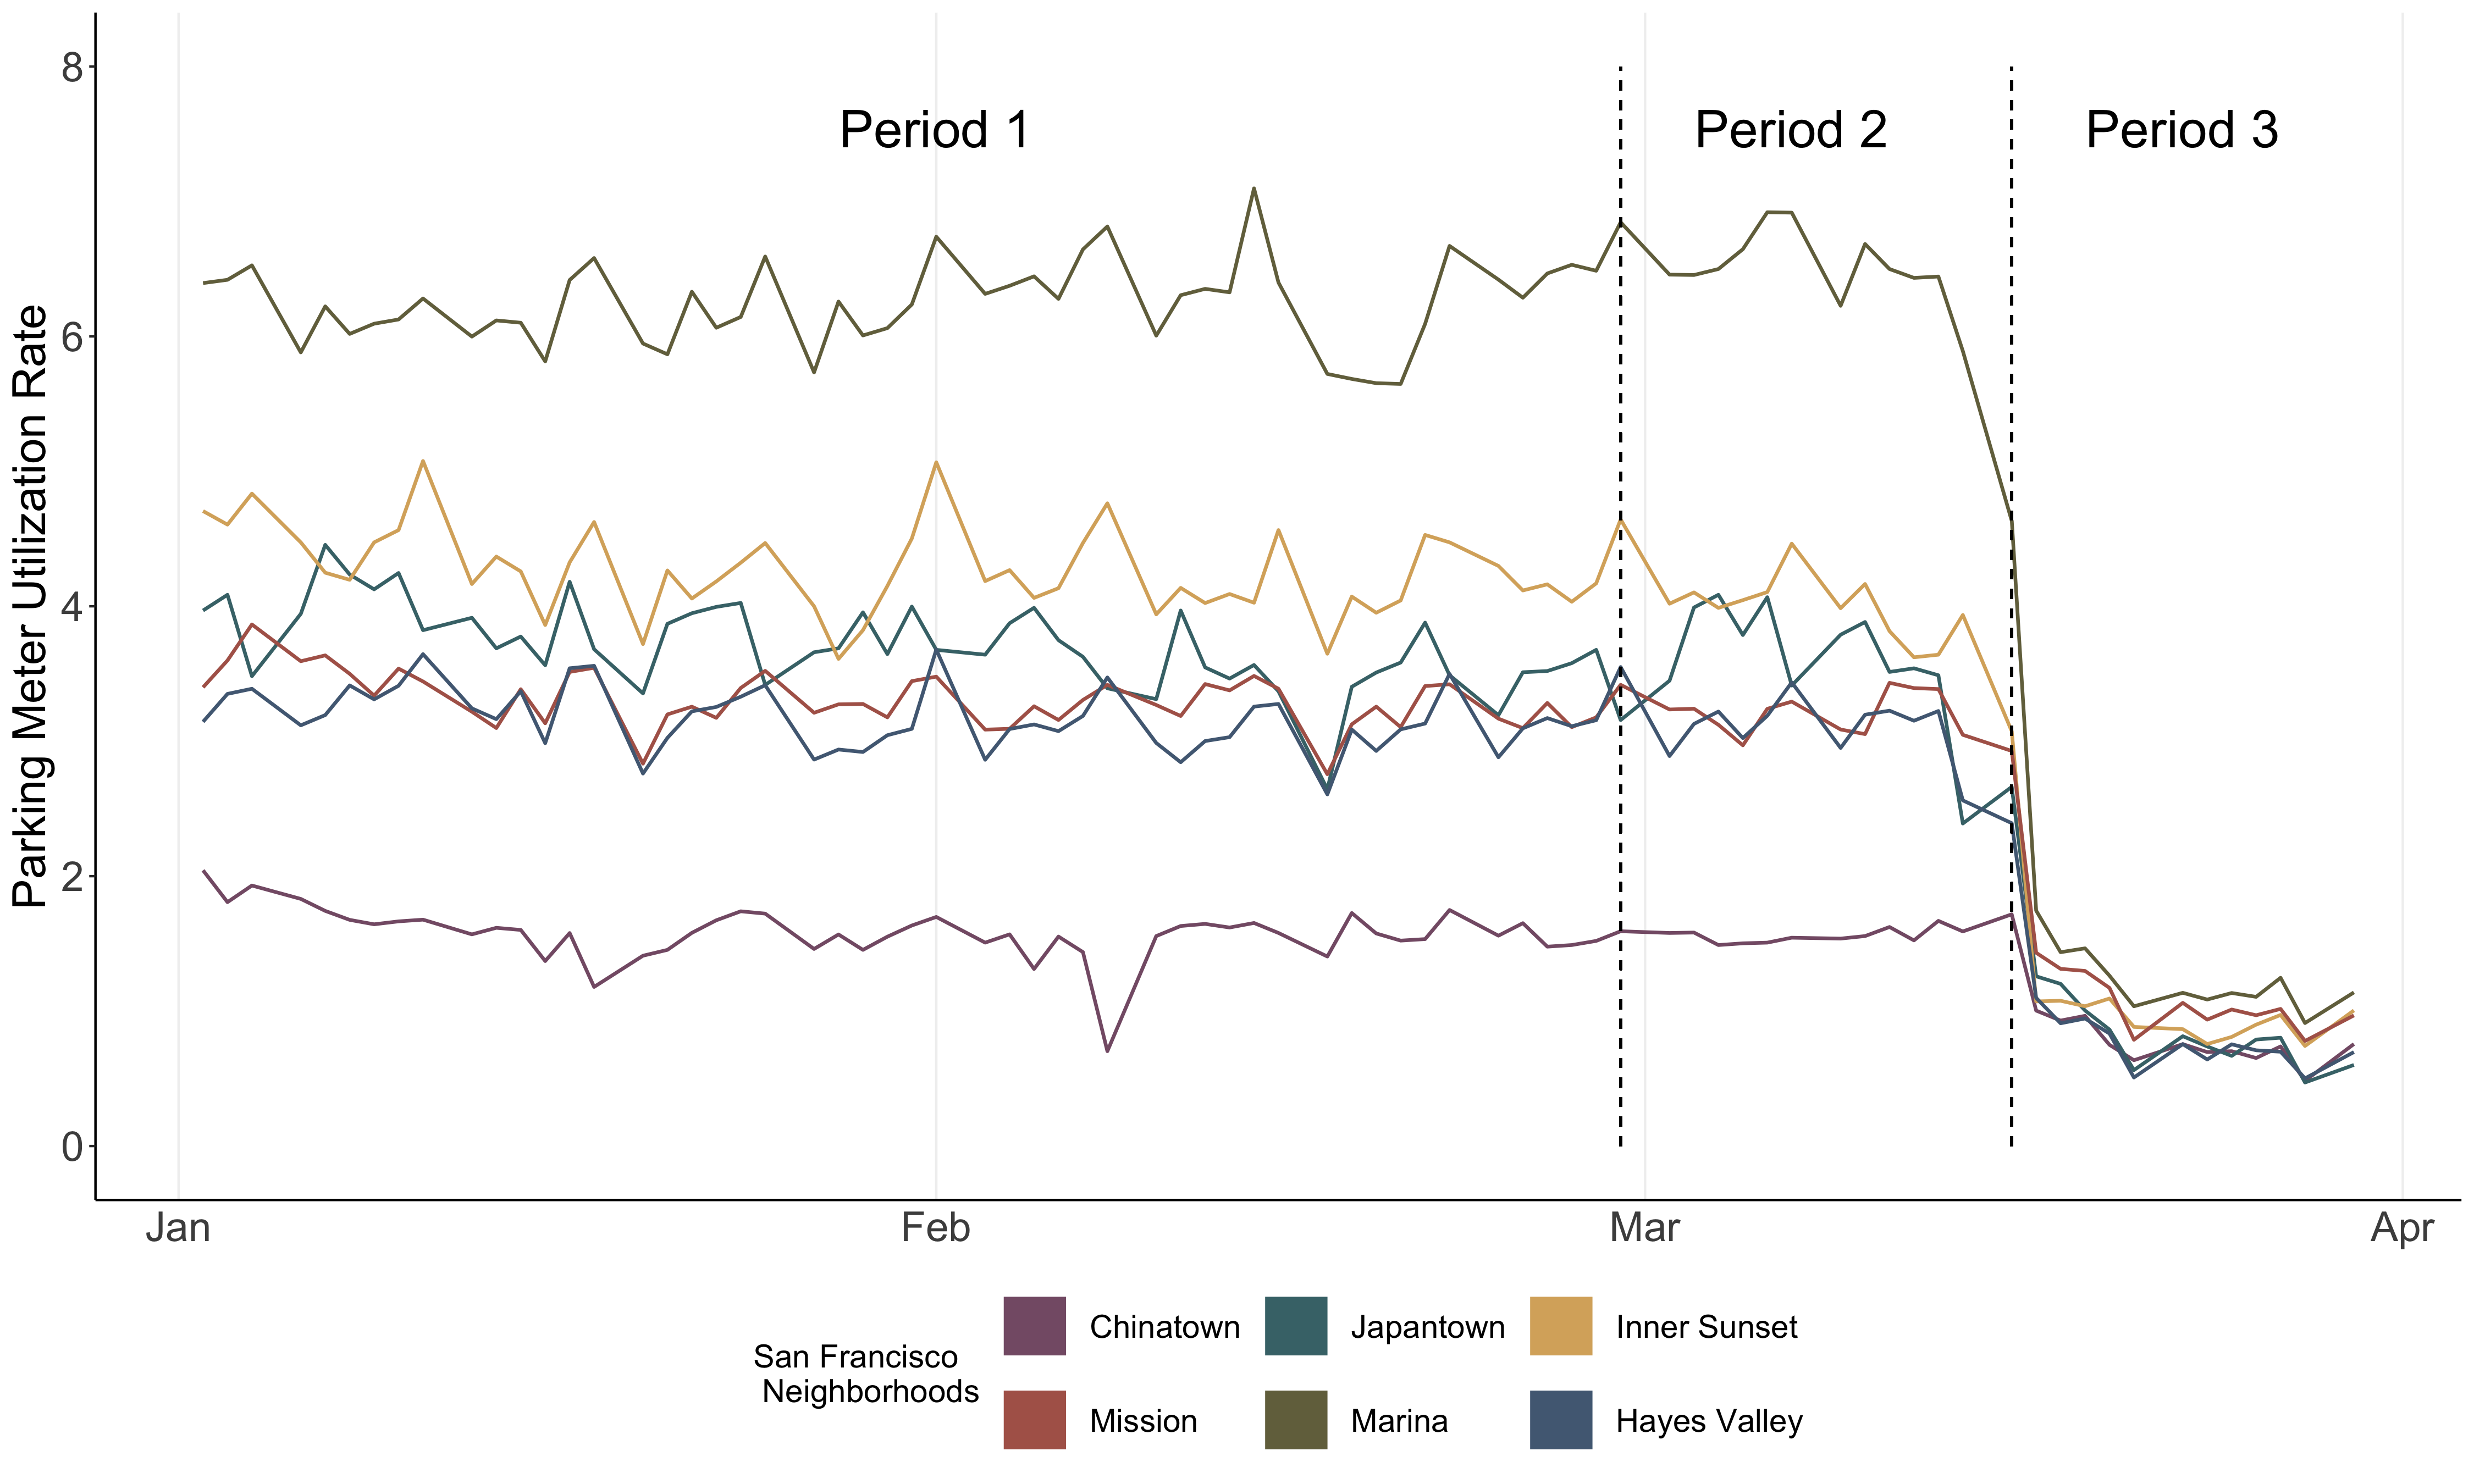 Parking Meter Utilization Rate
8
6
4
2
0
Period 1
Period 2
Period 3
Jan
Feb
Mar
Apr
San Francisco
Neighborhoods
Chinatown
Japantown
Inner Sunset
Mission
Marina
Hayes Valley